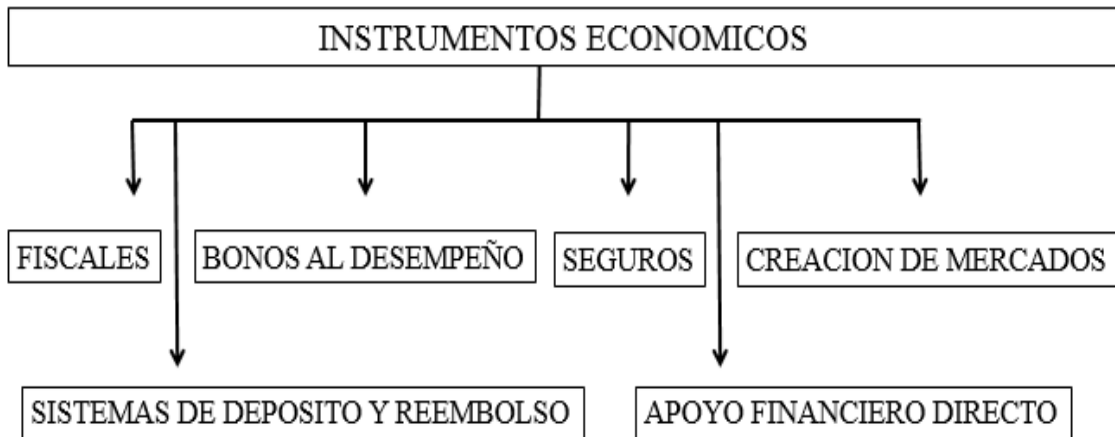 INSTRUMENTOS ECONOMICOS
FISCALES
BONOS AL DESEMPEÑO
SEGUROS
CREACION DE MERCADOS
SISTEMAS DE DEPOSITO Y REEMBOLSO
APOYO FINANCIERO DIRECTO